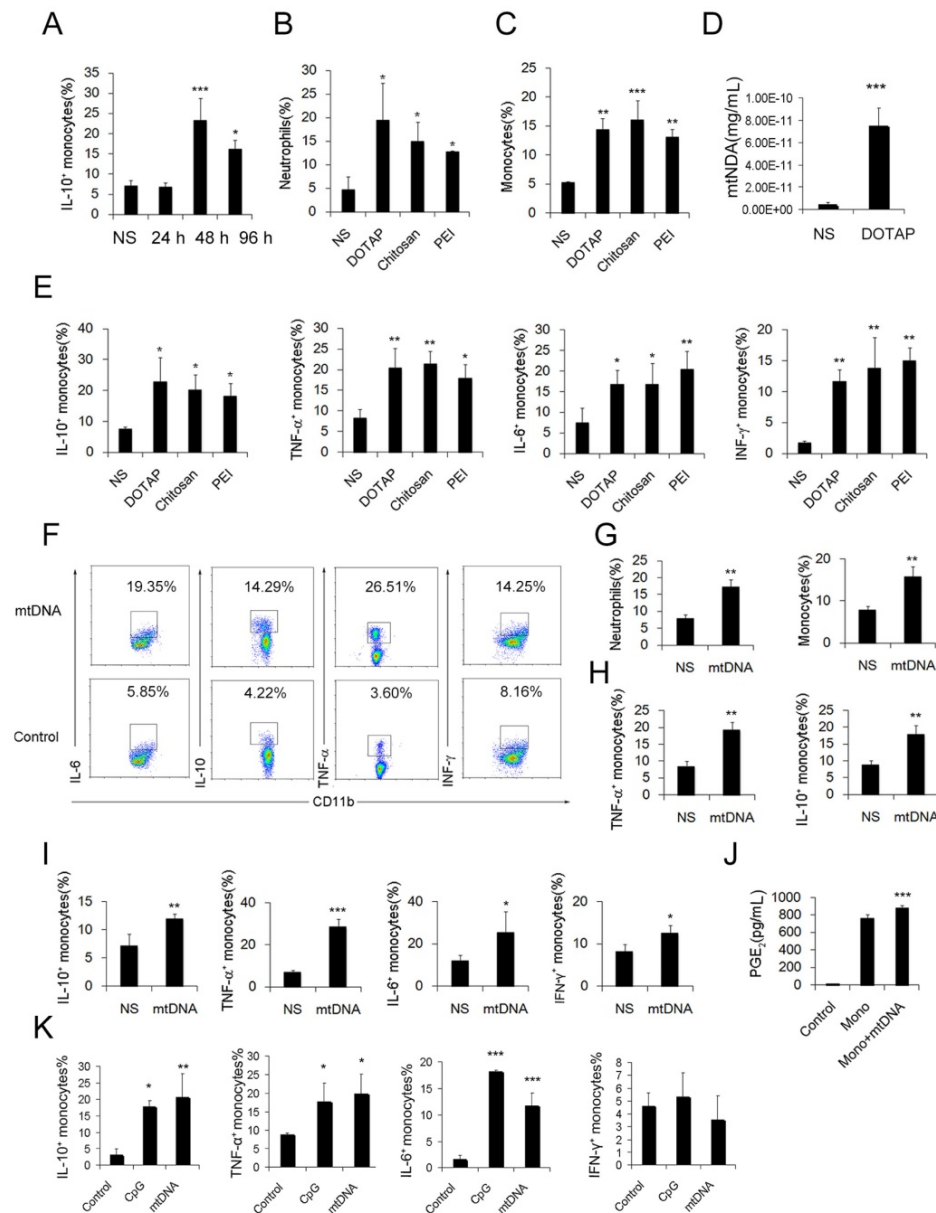 A
B
C
D
IL-10⁺ monocytes(%)
35
30
25
20
15
10
5
0
***
*
NS 24 h 48 h 96 h
Neutrophils(%)
30
25
20
15
10
5
0
*
*
*
NS
DOTAP
Chitosan
PEI
Monocytes(%)
25
20
15
10
5
0
**
***
**
NS
DOTAP
Chitosan
PEI
mtNDA(mg/mL)
1.00E-10
8.00E-11
6.00E-11
4.00E-11
2.00E-11
0.00E+00
***
NS DOTAP
E
IL-10⁺ monocytes(%)
40
30
20
10
0
*
*
*
NS
DOTAP
Chitosan
PEI
TNF-α⁺ monocytes(%)
30
25
20
15
10
5
0
**
**
*
NS
DOTAP
Chitosan
PEI
IL-6⁺ monocytes(%)
30
25
20
15
10
5
0
*
*
**
NS
DOTAP
Chitosan
PEI
INF-γ⁺ monocytes(%)
20
15
10
5
0
**
**
**
NS
DOTAP
Chitosan
PEI
F
mtDNA
19.35%
14.29%
26.51%
14.25%
Control
5.85%
4.22%
3.60%
8.16%
IL-6
IL-10
TNF-α
INF-γ
CD11b
G
Neutrophils(%)
25
20
15
10
5
0
**
NS mtDNA
Monocytes(%)
20
10
0
**
NS mtDNA
H
TNF-α⁺ monocytes(%)
25
20
15
10
5
0
**
NS mtDNA
IL-10⁺ monocytes(%)
25
20
15
10
5
0
**
NS mtDNA
I
IL-10⁺ monocytes(%)
20
15
10
5
0
**
NS mtDNA
TNF-α⁺ monocytes(%)
40
20
0
***
NS mtDNA
IL-6⁺ monocytes(%)
40
30
20
10
0
*
NS mtDNA
IFN-γ⁺ monocytes(%)
20
15
10
5
0
*
NS mtDNA
J
PGE₂(pg/mL)
1000
800
600
400
200
0
***
Control
Mono
Mono+mtDNA
K
IL-10⁺ monocytes%
30
25
20
15
10
5
0
*
**
Control
CpG
mtDNA
TNF-α⁺ monocytes%
30
25
20
15
10
5
0
*
*
Control
CpG
mtDNA
IL-6⁺ monocytes%
20
15
10
5
0
***
***
Control
CpG
mtDNA
IFN-γ⁺ monocytes%
8
7
6
5
4
3
2
1
0
Control
CpG
mtDNA